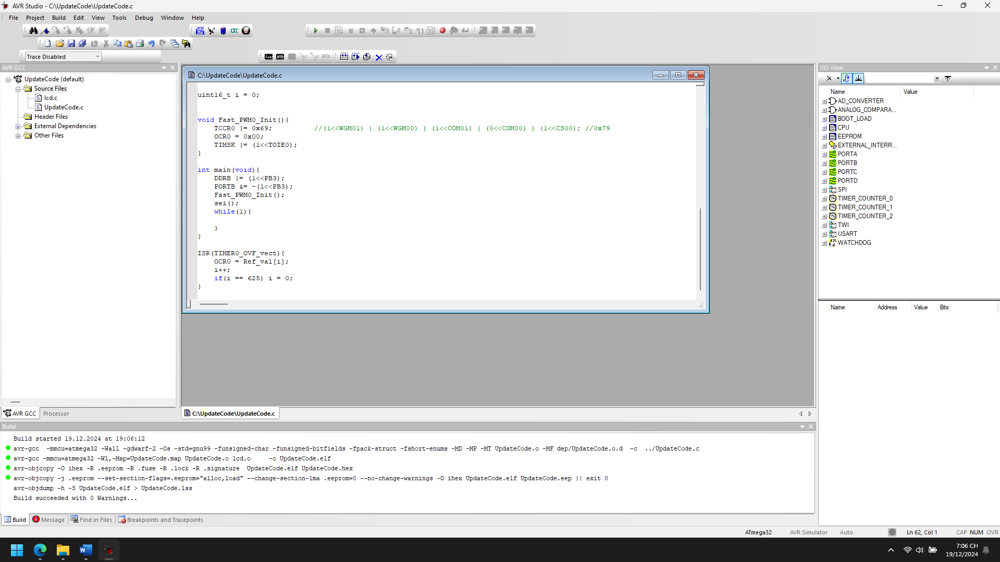 AVR Studio - C:\UpdateCode\UpdateCode.c
File Project Build Edit View Tools Debug Window Help
Trace Disabled
Con AVR AUTO
AVR GCC
UpdateCode (default)
Source Files
lcd.c
UpdateCode.c
Header Files
External Dependencies
Other Files
AVR GCC Processor
C:\UpdateCode\UpdateCode.c
uint16_t i = 0;
void Fast_PWM0_Init(){
TCCR0 |= 0x69; //(1<<WGM01) | (1<<WGM00) | (1<<COM01) | (0<<COM00) | (1<<CS00); //0x79
OCR0 = 0x00;
TIMSK |= (1<<TOIE0);
}
int main(void){
DDRB |= (1<<PB3);
PORTB &= ~(1<<PB3);
Fast_PWM0_Init();
sei();
while(1){
}
}
ISR(TIMER0_OVF_vect){
OCR0 = Ref_val[i];
i++;
if(i == 625) i = 0;
}
C:\UpdateCode\UpdateCode.c
I/O View
Name Value
AD_CONVERTER
ANALOG_COMPARA...
BOOT_LOAD
CPU
EEPROM
EXTERNAL_INTERR...
PORTA
PORTB
PORTC
PORTD
SPI
TIMER_COUNTER_0
TIMER_COUNTER_1
TIMER_COUNTER_2
TWI
USART
WATCHDOG
Name Address Value Bits
Build
Build started 19.12.2024 at 19:06:12
avr-gcc -mmcu=atmega32 -Wall -gdwarf-2 -Os -std=gnu99 -funsigned-char -funsigned-bitfields -fpack-struct -fshort-enums -MD -MP -MT UpdateCode.o -MF dep/UpdateCode.o.d -c ../UpdateCode.c
avr-gcc -mmcu=atmega32 -Wl,-Map=UpdateCode.map UpdateCode.o lcd.o -o UpdateCode.elf
avr-objcopy -O ihex -R .eeprom -R .fuse -R .lock -R .signature UpdateCode.elf UpdateCode.hex
avr-objcopy -j .eeprom --set-section-flags=.eeprom="alloc,load" --change-section-lma .eeprom=0 --no-change-warnings -O ihex UpdateCode.elf UpdateCode.eep || exit 0
avr-objdump -h -S UpdateCode.elf > UpdateCode.lss
Build succeeded with 0 Warnings...
Build Message Find in Files Breakpoints and Tracepoints
ATmega32 AVR Simulator Auto Ln 62, Col 1 CAP NUM OVR
7:06 CH
19/12/2024